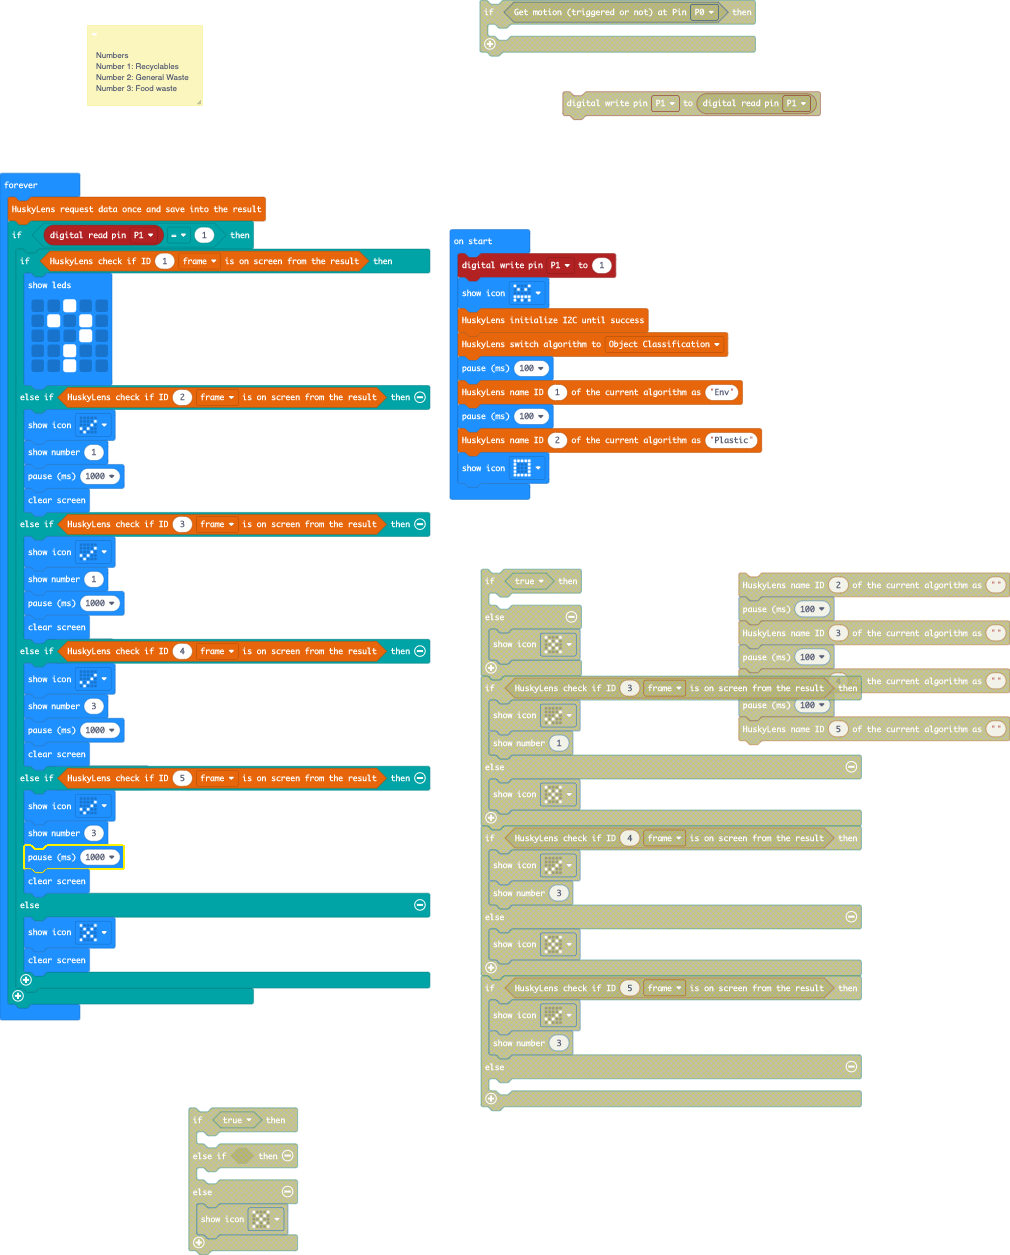 Numbers
Number 1: Recyclables
Number 2: General Waste
Number 3: Food waste
if Get motion (triggered or not) at Pin P0 then
digital write pin P1 to digital read pin P1
forever
HuskyLens request data once and save into the result
if digital read pin P1 = 1 then
if HuskyLens check if ID 1 frame is on screen from the result then
show leds
else if HuskyLens check if ID 2 frame is on screen from the result then
show icon
show number 1
pause (ms) 1000
clear screen
else if HuskyLens check if ID 3 frame is on screen from the result then
show icon
show number 1
pause (ms) 1000
clear screen
else if HuskyLens check if ID 4 frame is on screen from the result then
show icon
show number 3
pause (ms) 1000
clear screen
else if HuskyLens check if ID 5 frame is on screen from the result then
show icon
show number 3
pause (ms) 1000
clear screen
else
show icon
clear screen
on start
digital write pin P1 to 1
show icon
HuskyLens initialize I2C until success
HuskyLens switch algorithm to Object Classification
pause (ms) 100
HuskyLens name ID 1 of the current algorithm as "Env"
pause (ms) 100
HuskyLens name ID 2 of the current algorithm as "Plastic"
show icon
if true then
else
show icon
if HuskyLens check if ID 3 frame is on screen from the result then
show icon
show number 1
else
show icon
if HuskyLens check if ID 4 frame is on screen from the result then
show icon
show number 3
else
show icon
if HuskyLens check if ID 5 frame is on screen from the result then
show icon
show number 3
else
HuskyLens name ID 2 of the current algorithm as ""
pause (ms) 100
HuskyLens name ID 3 of the current algorithm as ""
pause (ms) 100
of the current algorithm as ""
pause (ms) 100
HuskyLens name ID 5 of the current algorithm as ""
if true then
else if then
else
show icon